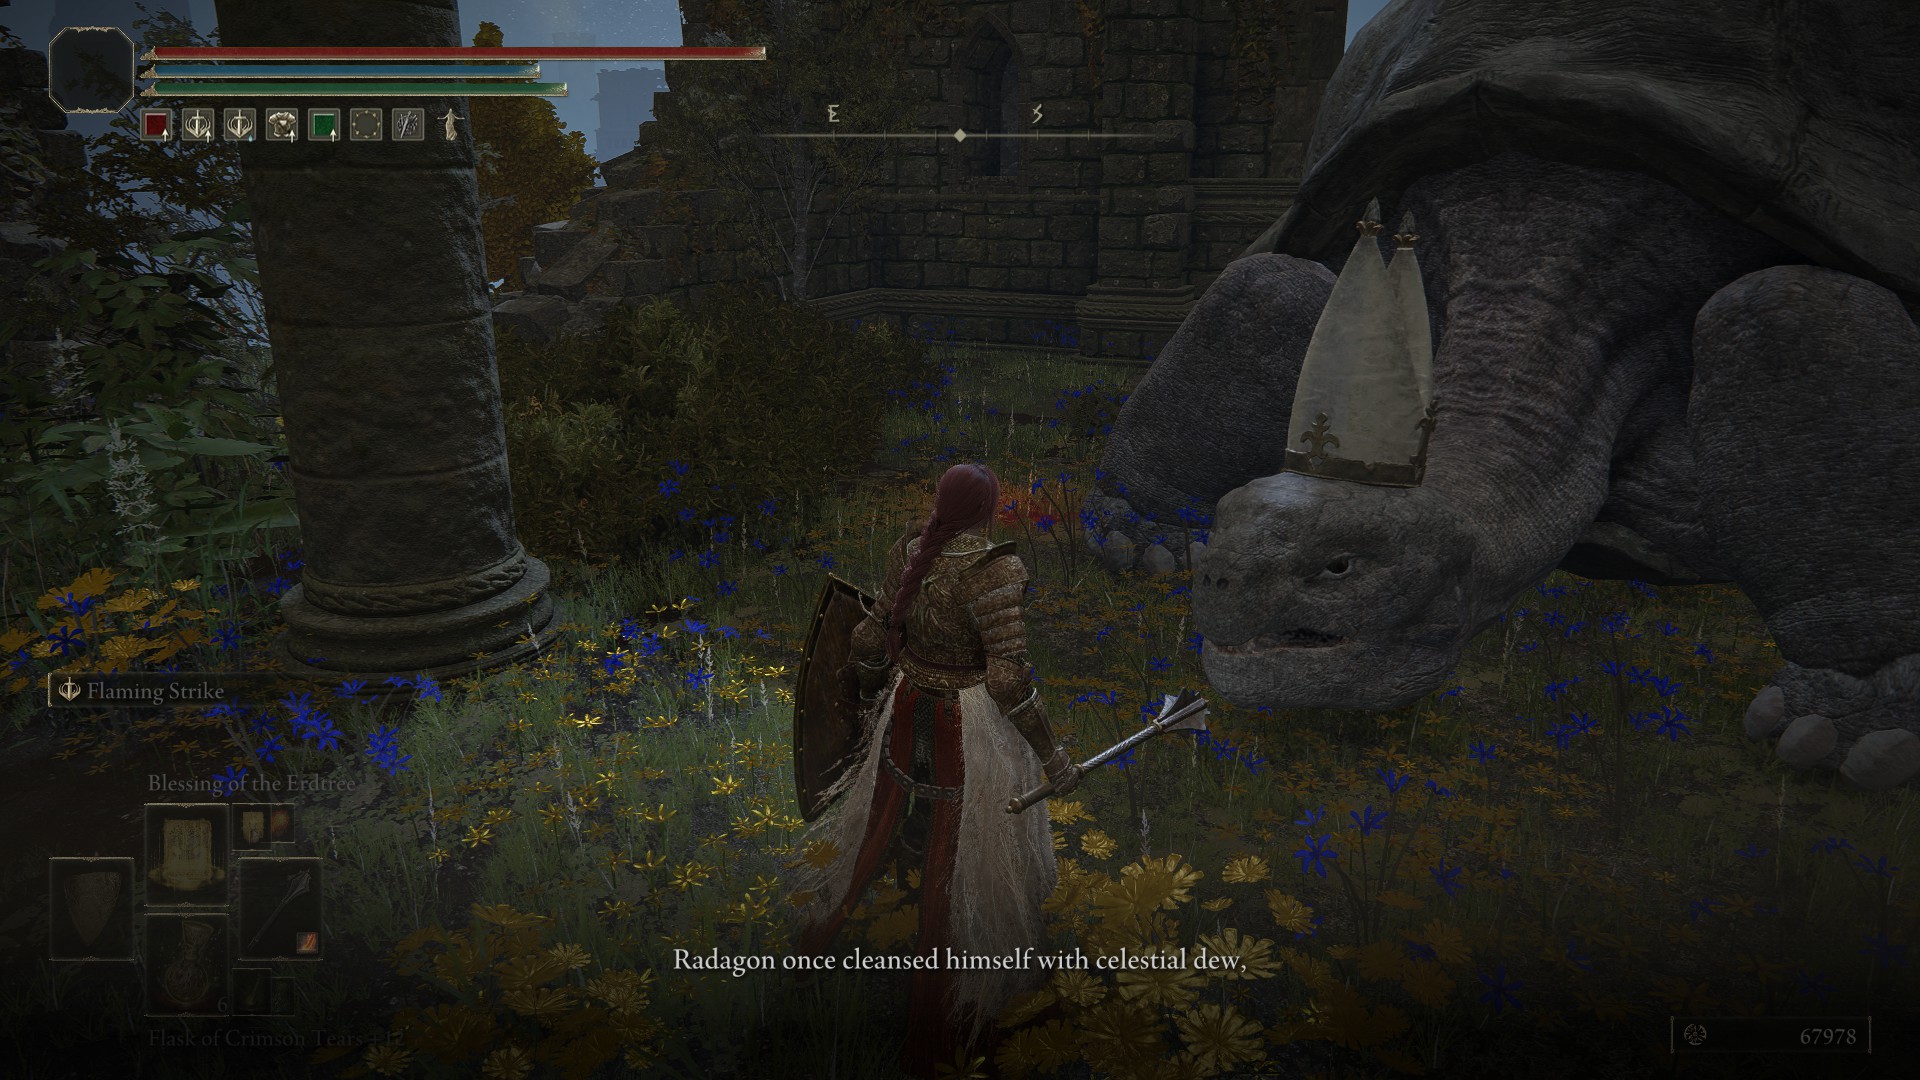 E
S
Flaming Strike
Blessing of the Erdtree
6
Flask of Crimson Tears +12
Radagon once cleansed himself with celestial dew,
67978